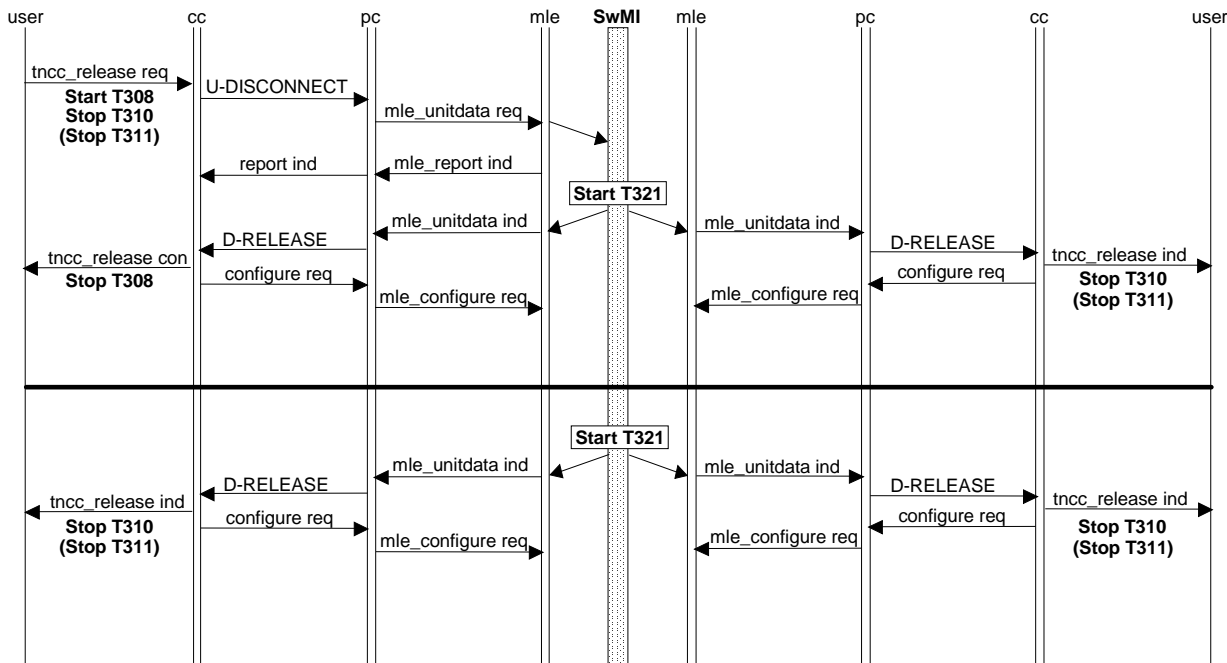 user cc pc mle SwMI mle pc cc user
tncc_release req
Start T308
Stop T310
(Stop T311)
U-DISCONNECT
mle_unitdata req
report ind
mle_report ind
Start T321
mle_unitdata ind
mle_unitdata ind
D-RELEASE
D-RELEASE
tncc_release con
Stop T308
configure req
configure req
tncc_release ind
Stop T310
(Stop T311)
mle_configure req
mle_configure req
Start T321
mle_unitdata ind
mle_unitdata ind
D-RELEASE
D-RELEASE
tncc_release ind
Stop T310
(Stop T311)
configure req
configure req
tncc_release ind
Stop T310
(Stop T311)
mle_configure req
mle_configure req